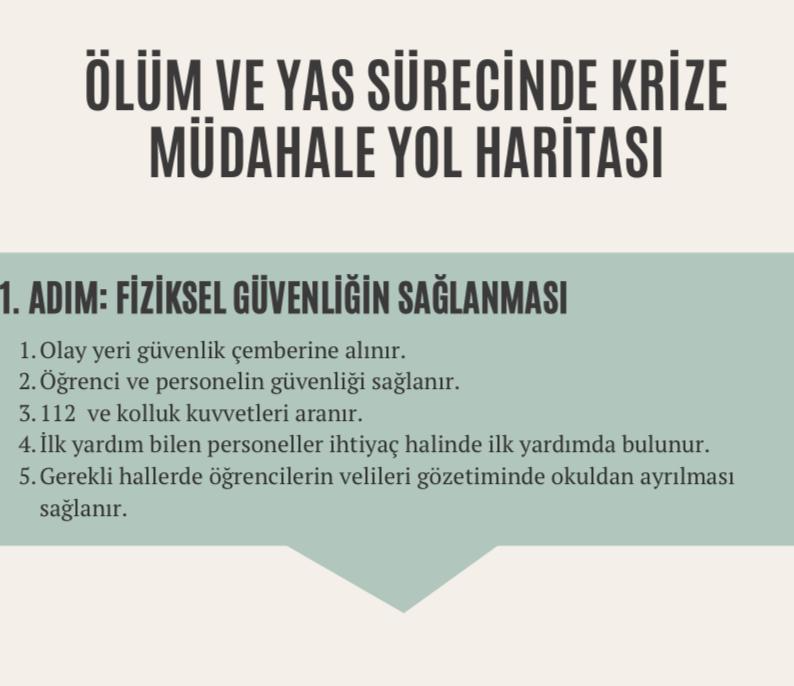 ÖLÜM VE YAS SÜRECİNDE KRİZE
MÜDAHALE YOL HARİTASI
1. ADIM: FİZİKSEL GÜVENLİĞİN SAĞLANMASI
1. Olay yeri güvenlik çemberine alınır.
2. Öğrenci ve personelin güvenliği sağlanır.
3. 112  ve kolluk kuvvetleri aranır.
4. İlk yardım bilen personeller ihtiyaç halinde ilk yardımda bulunur.
5. Gerekli hallerde öğrencilerin velileri gözetiminde okuldan ayrılması
sağlanır.